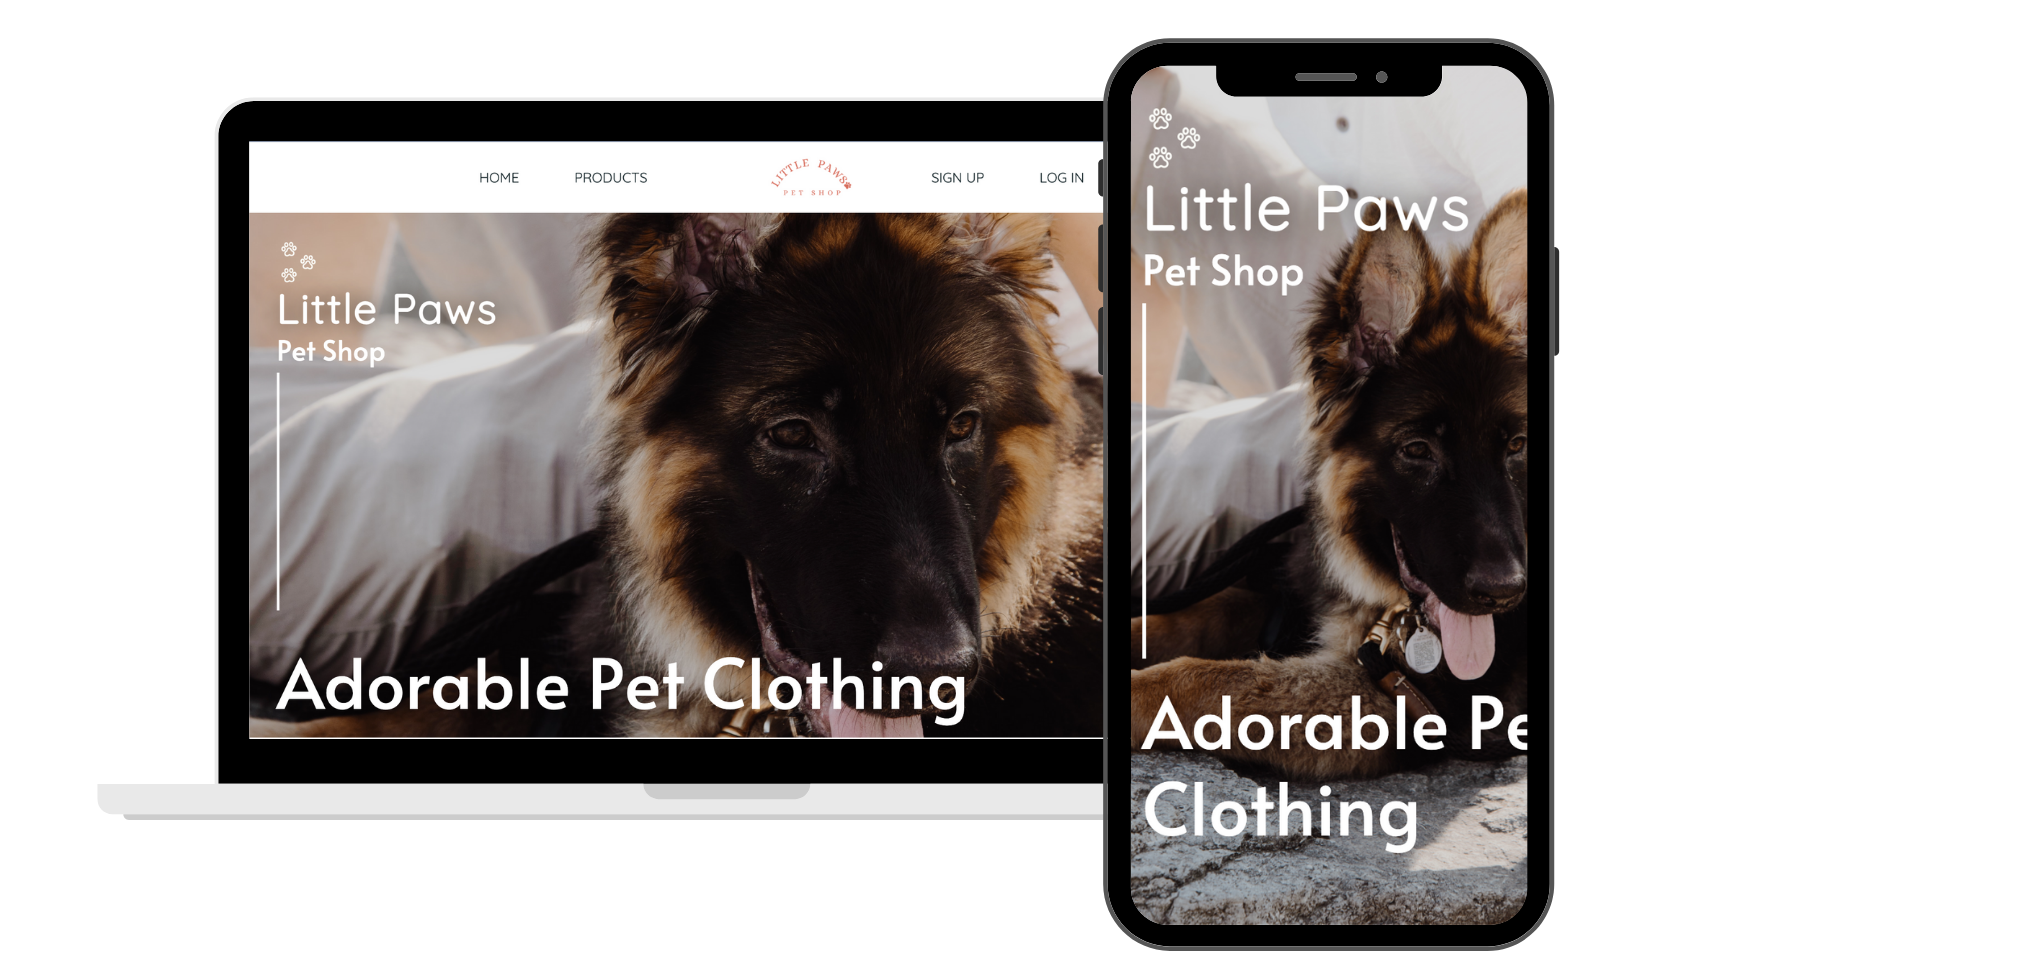 HOME PRODUCTS LITTLE PAWS SIGN UP LOG IN
PET SHOP
Little Paws
Pet Shop
Adorable Pet Clothing
Little Paws
Pet Shop
Adorable Pe
Clothing